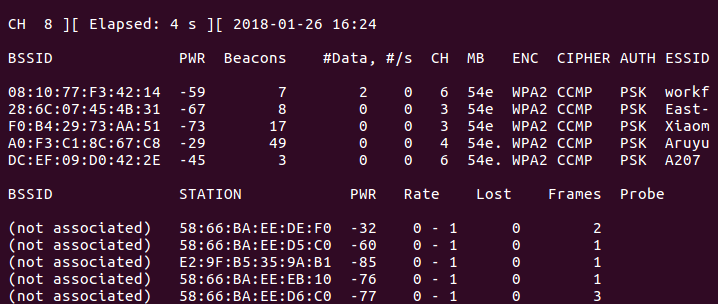 CH  8 ][ Elapsed: 4 s ][ 2018-01-26 16:24
BSSID              PWR  Beacons    #Data, #/s  CH  MB   ENC  CIPHER AUTH ESSID
08:10:77:F3:42:14  -59        7        2    0   6  54e  WPA2 CCMP   PSK  workf
28:6C:07:45:4B:31  -67        8        0    0   3  54e  WPA2 CCMP   PSK  East-
F0:B4:29:73:AA:51  -73       17        0    0   3  54e  WPA2 CCMP   PSK  Xiaom
A0:F3:C1:8C:67:C8  -29       49        0    0   4  54e. WPA2 CCMP   PSK  Aruyu
DC:EF:09:D0:42:2E  -45        3        0    0   6  54e. WPA2 CCMP   PSK  A207
BSSID              STATION            PWR   Rate    Lost    Frames  Probe
(not associated)   58:66:BA:EE:DE:F0  -32    0 - 1      0        2
(not associated)   58:66:BA:EE:D5:C0  -60    0 - 1      0        1
(not associated)   E2:9F:B5:35:9A:B1  -85    0 - 1      0        1
(not associated)   58:66:BA:EE:EB:10  -76    0 - 1      0        1
(not associated)   58:66:BA:EE:D6:C0  -77    0 - 1      0        3